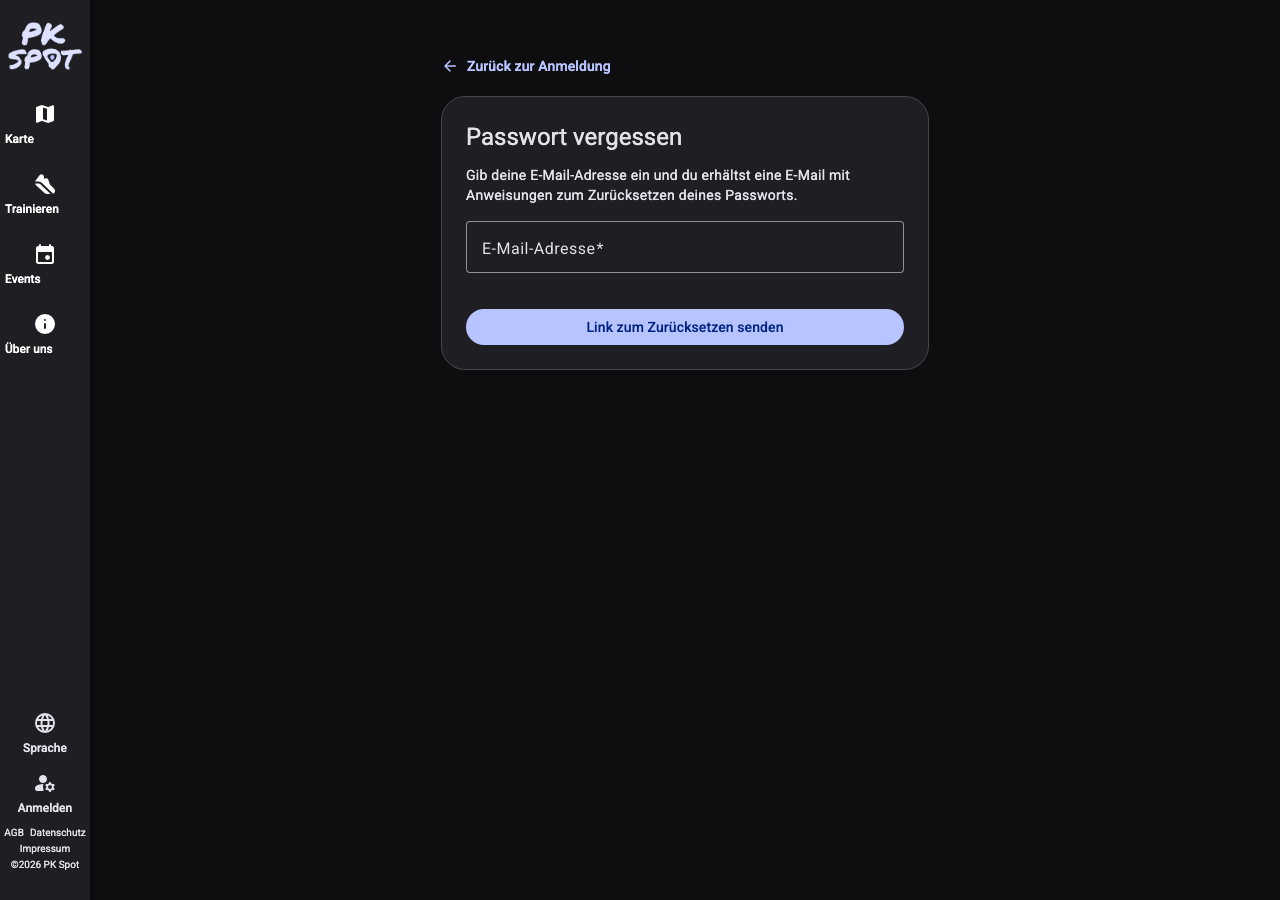 PK
SPOT
Karte
Trainieren
Events
Über uns
Sprache
Anmelden
AGB Datenschutz
Impressum
©2026 PK Spot
Zurück zur Anmeldung
Passwort vergessen
Gib deine E-Mail-Adresse ein und du erhältst eine E-Mail mit
Anweisungen zum Zurücksetzen deines Passworts.
E-Mail-Adresse*
Link zum Zurücksetzen senden